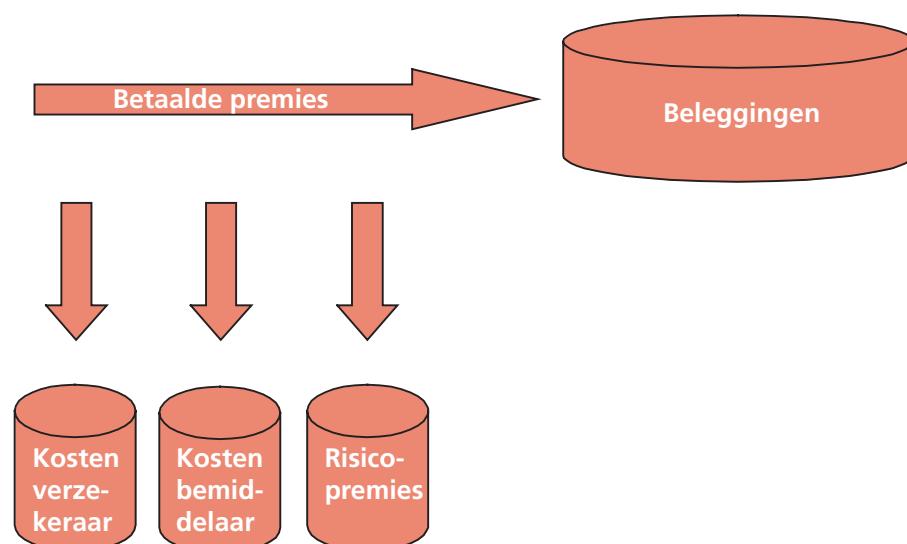 Betaalde premies
Beleggingen
Kosten
verze-
keraar
Kosten
bemid-
delaar
Risico-
premies